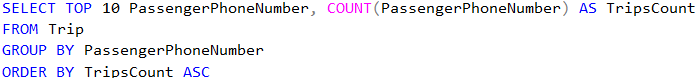 SELECT TOP 10 PassengerPhoneNumber, COUNT(PassengerPhoneNumber) AS TripsCount
FROM Trip
GROUP BY PassengerPhoneNumber
ORDER BY TripsCount ASC